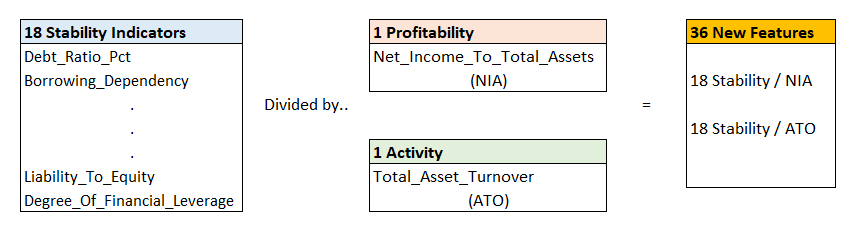 18 Stability Indicators
Debt_Ratio_Pct
Borrowing_Dependency
.
.
.
Liability_To_Equity
Degree_Of_Financial_Leverage
Divided by..
1 Profitability
Net_Income_To_Total_Assets
(NIA)
1 Activity
Total_Asset_Turnover
(ATO)
=
36 New Features
18 Stability / NIA
18 Stability / ATO